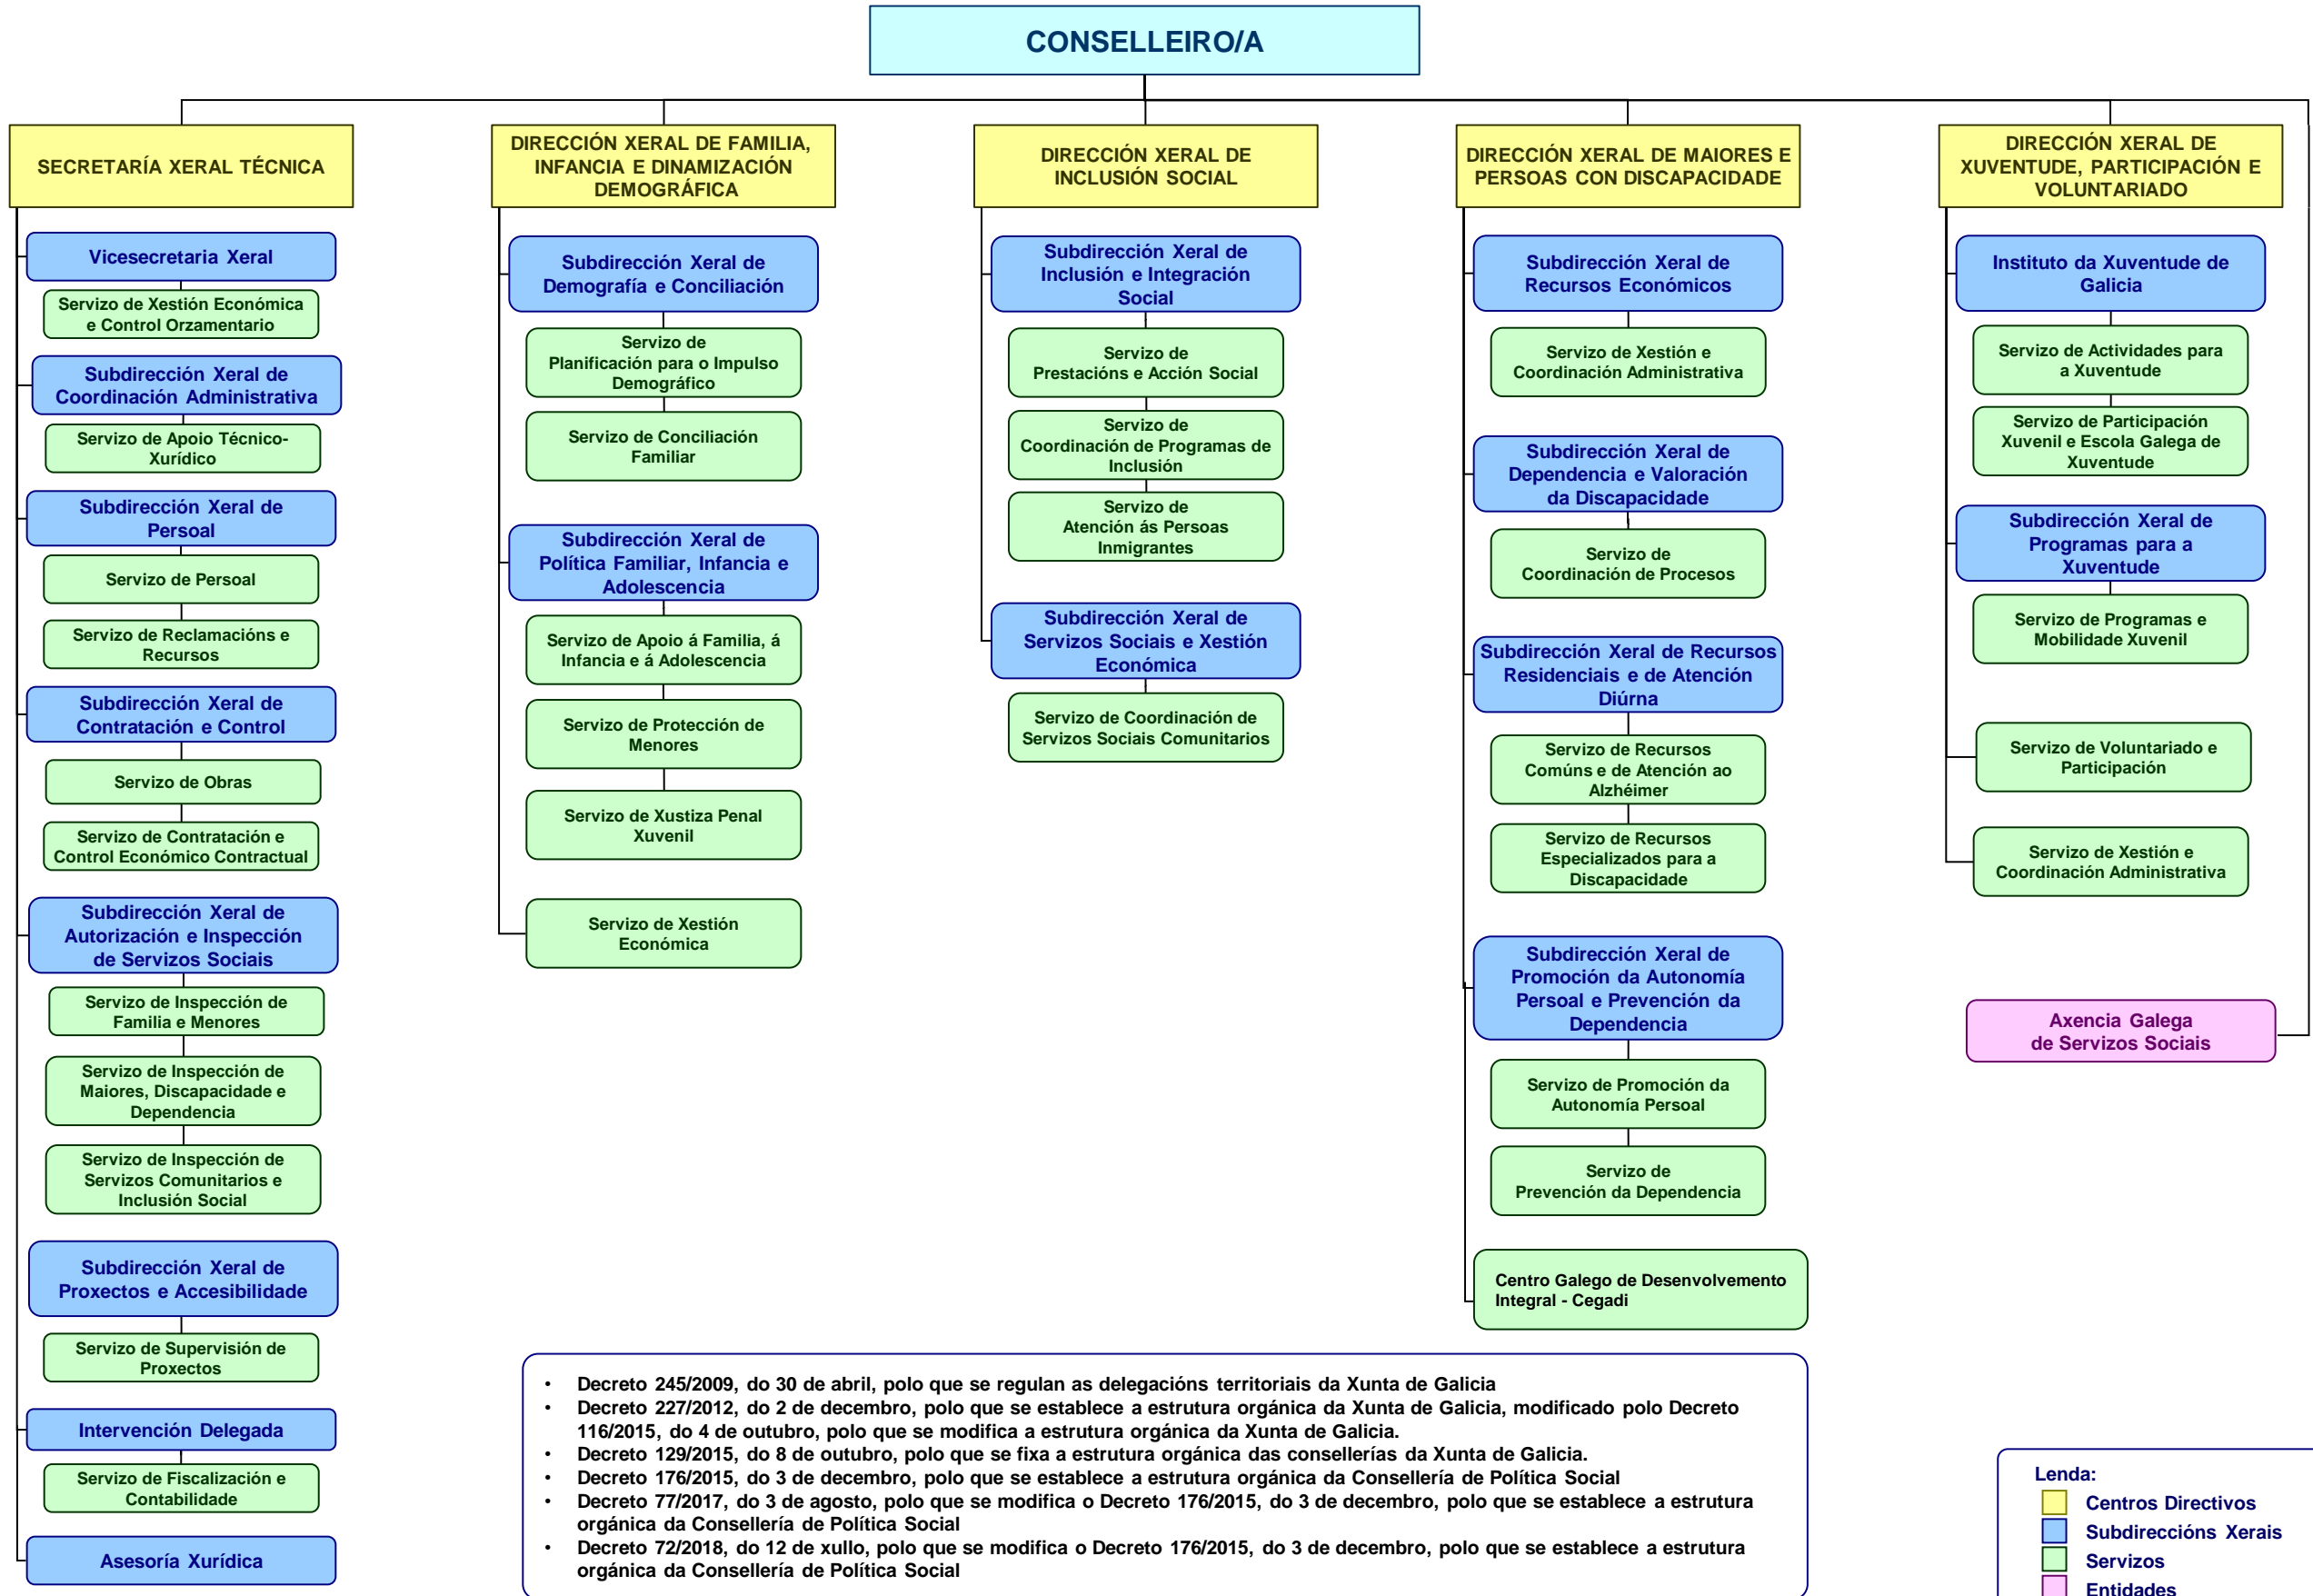 CONSELLEIRO/A
SECRETARÍA XERAL TÉCNICA
Vicesecretaria Xeral
Servizo de Xestión Económica
e Control Orzamentario
Subdirección Xeral de
Coordinación Administrativa
Servizo de Apoio Técnico-
Xurídico
Subdirección Xeral de
Persoal
Servizo de Persoal
Servizo de Reclamacións e
Recursos
Subdirección Xeral de
Contratación e Control
Servizo de Obras
Servizo de Contratación e
Control Económico Contractual
Subdirección Xeral de
Autorización e Inspección
de Servizos Sociais
Servizo de Inspección de
Familia e Menores
Servizo de Inspección de
Maiores, Discapacidade e
Dependencia
Servizo de Inspección de
Servizos Comunitarios e
Inclusión Social
Subdirección Xeral de
Proxectos e Accesibilidade
Servizo de Supervisión de
Proxectos
Intervención Delegada
Servizo de Fiscalización e
Contabilidade
Asesoría Xurídica
DIRECCIÓN XERAL DE FAMILIA,
INFANCIA E DINAMIZACIÓN
DEMOGRÁFICA
Subdirección Xeral de
Demografía e Conciliación
Servizo de
Planificación para o Impulso
Demográfico
Servizo de Conciliación
Familiar
Subdirección Xeral de
Política Familiar, Infancia e
Adolescencia
Servizo de Apoio á Familia, á
Infancia e á Adolescencia
Servizo de Protección de
Menores
Servizo de Xustiza Penal
Xuvenil
Servizo de Xestión
Económica
DIRECCIÓN XERAL DE
INCLUSIÓN SOCIAL
Subdirección Xeral de
Inclusión e Integración
Social
Servizo de
Prestacións e Acción Social
Servizo de
Coordinación de Programas de
Inclusión
Servizo de
Atención ás Persoas
Inmigrantes
Subdirección Xeral de
Servizos Sociais e Xestión
Económica
Servizo de Coordinación de
Servizos Sociais Comunitarios
DIRECCIÓN XERAL DE MAIORES E
PERSOAS CON DISCAPACIDADE
Subdirección Xeral de
Recursos Económicos
Servizo de Xestión e
Coordinación Administrativa
Subdirección Xeral de
Dependencia e Valoración
da Discapacidade
Servizo de
Coordinación de Procesos
Subdirección Xeral de Recursos
Residenciais e de Atención
Diúrna
Servizo de Recursos
Comúns e de Atención ao
Alzhéimer
Servizo de Recursos
Especializados para a
Discapacidade
Subdirección Xeral de
Promoción da Autonomía
Persoal e Prevención da
Dependencia
Servizo de Promoción da
Autonomía Persoal
Servizo de
Prevención da Dependencia
Centro Galego de Desenvolvemento
Integral - Cegadi
DIRECCIÓN XERAL DE
XUVENTUDE, PARTICIPACIÓN E
VOLUNTARIADO
Instituto da Xuventude de
Galicia
Servizo de Actividades para
a Xuventude
Servizo de Participación
Xuvenil e Escola Galega de
Xuventude
Subdirección Xeral de
Programas para a
Xuventude
Servizo de Programas e
Mobilidade Xuvenil
Servizo de Voluntariado e
Participación
Servizo de Xestión e
Coordinación Administrativa
Axencia Galega
de Servizos Sociais
• Decreto 245/2009, do 30 de abril, polo que se regulan as delegacións territoriais da Xunta de Galicia
• Decreto 227/2012, do 2 de decembro, polo que se establece a estrutura orgánica da Xunta de Galicia, modificado polo Decreto
116/2015, do 4 de outubro, polo que se modifica a estrutura orgánica da Xunta de Galicia.
• Decreto 129/2015, do 8 de outubro, polo que se fixa a estrutura orgánica das consellerías da Xunta de Galicia.
• Decreto 176/2015, do 3 de decembro, polo que se establece a estrutura orgánica da Consellería de Política Social
• Decreto 77/2017, do 3 de agosto, polo que se modifica o Decreto 176/2015, do 3 de decembro, polo que se establece a estrutura
orgánica da Consellería de Política Social
• Decreto 72/2018, do 12 de xullo, polo que se modifica o Decreto 176/2015, do 3 de decembro, polo que se establece a estrutura
orgánica da Consellería de Política Social
Lenda:
Centros Directivos
Subdireccións Xerais
Servizos
Entidades